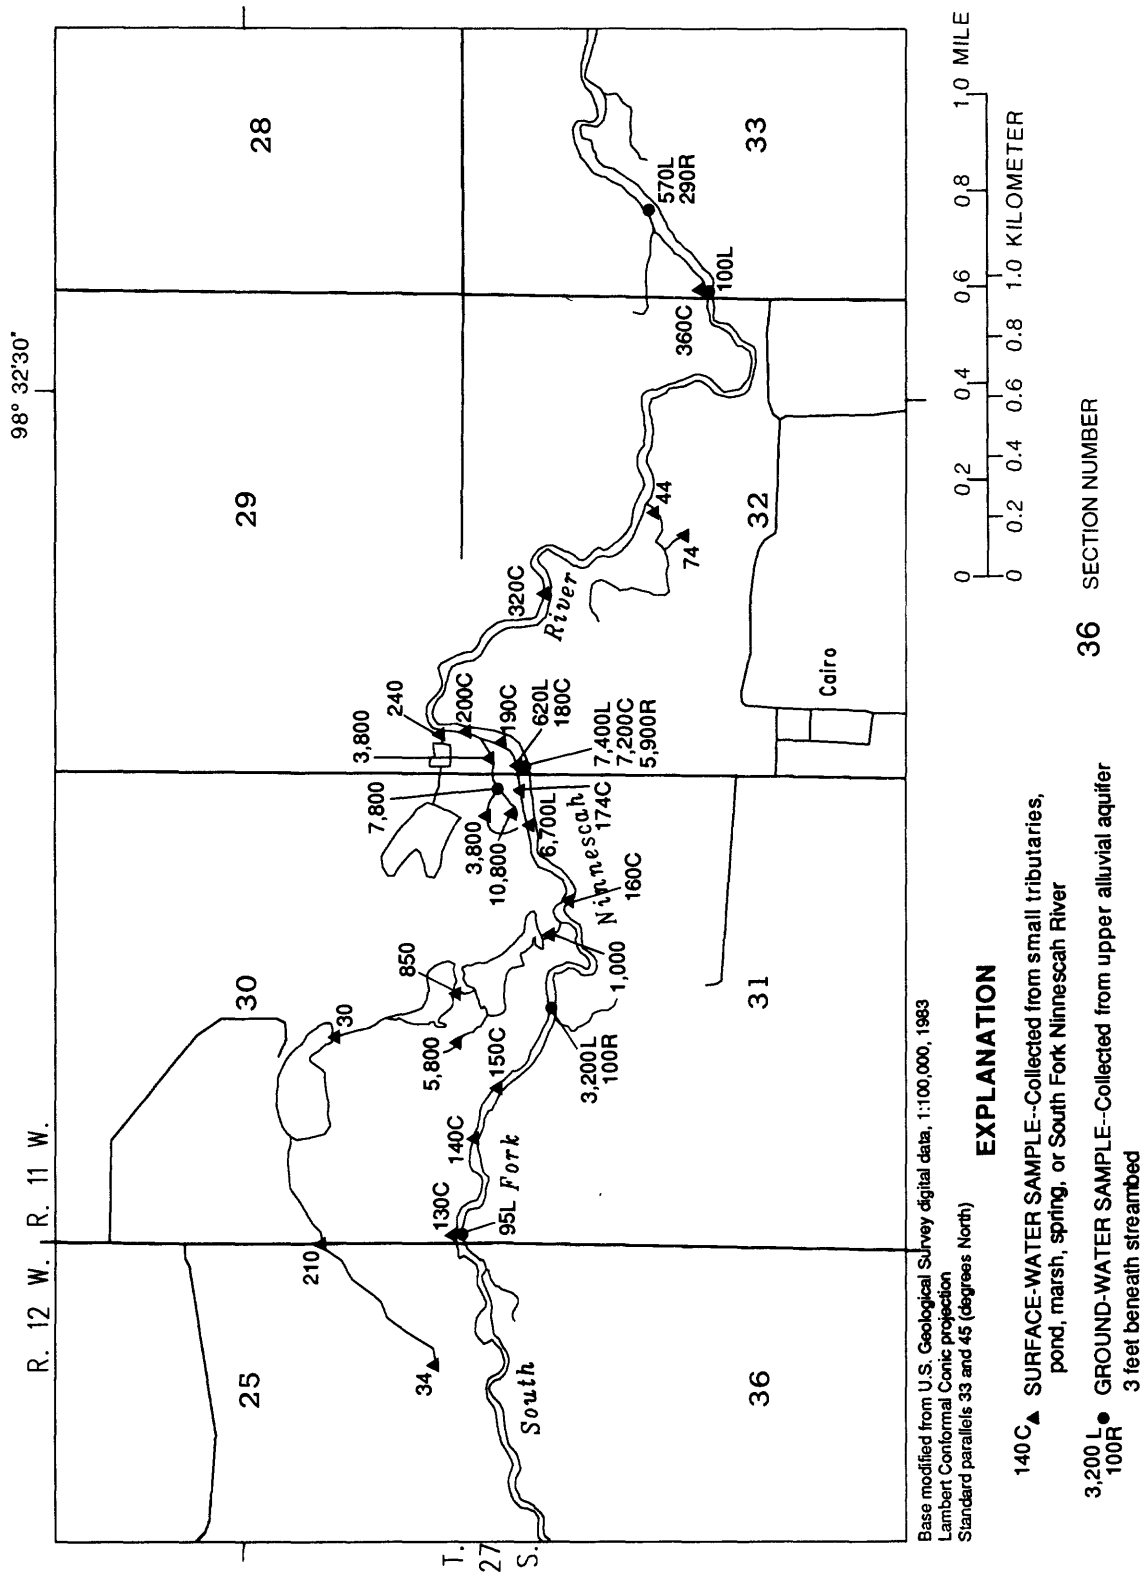 98° 32'30"
R. 12 W. R. 11 W.
25
30
29
28
36
31
32
33
T.
27
S.
34
210
30
5,800
850
1,000
130C
95L
140C
150C
3,200L
100R
160C
174C
6,700L
10,800
3,800
7,800
3,800
240
200C
190C
620L
180C
7,400L
7,200C
5,900R
320C
74
44
360C
100L
570L
290R
South
Fork
Ninnescah
River
Cairo
0 0.2 0.4 0.6 0.8 1.0 MILE
0 0.2 0.4 0.6 0.8 1.0 KILOMETER
Base modified from U.S. Geological Survey digital data, 1:100,000, 1983
Lambert Conformal Conic projection
Standard parallels 33 and 45 (degrees North)
EXPLANATION
140C SURFACE-WATER SAMPLE--Collected from small tributaries,
pond, marsh, spring, or South Fork Ninnescah River
3,200 L
100R
GROUND-WATER SAMPLE--Collected from upper alluvial aquifer
3 feet beneath streambed
36 SECTION NUMBER